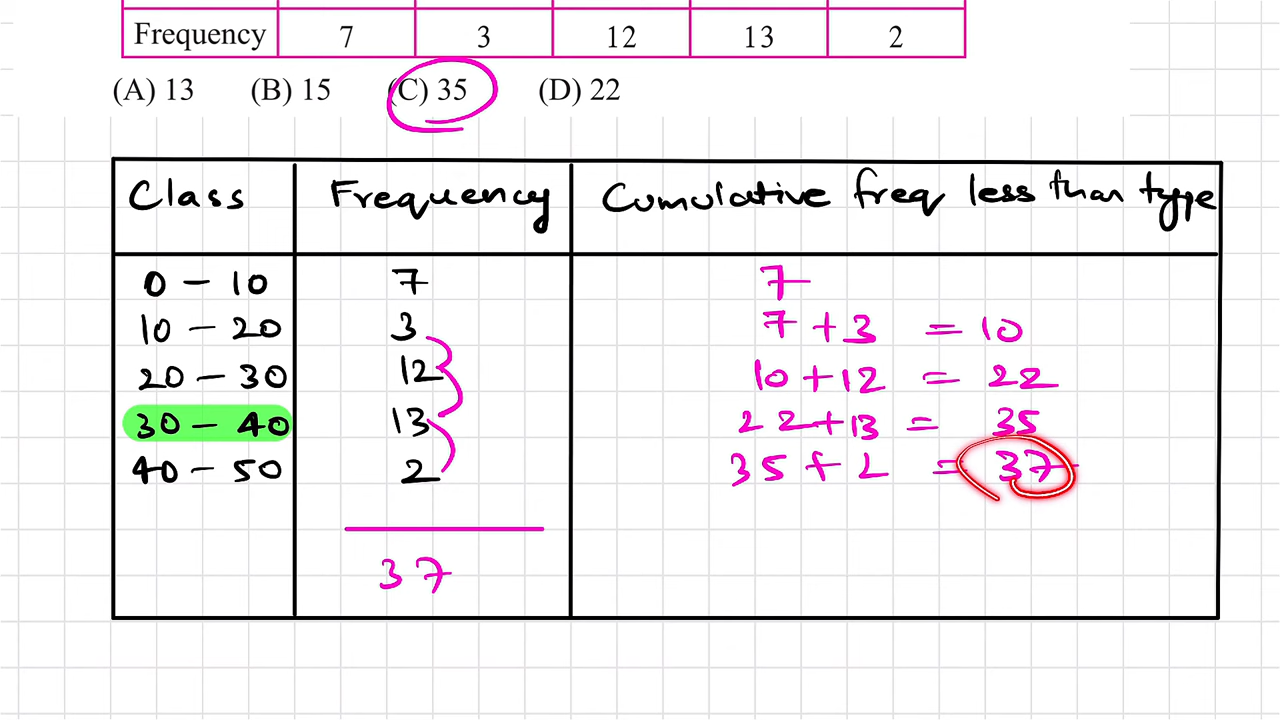 Frequency 7 3 12 13 2
(A) 13 (B) 15 (C) 35 (D) 22
Class Frequency Cumulative freq less than type
0 – 10 7 7
10 – 20 3 7 + 3 = 10
20 – 30 12 10 + 12 = 22
30 – 40 13 22 + 13 = 35
40 – 50 2 35 + 2 = 37
37